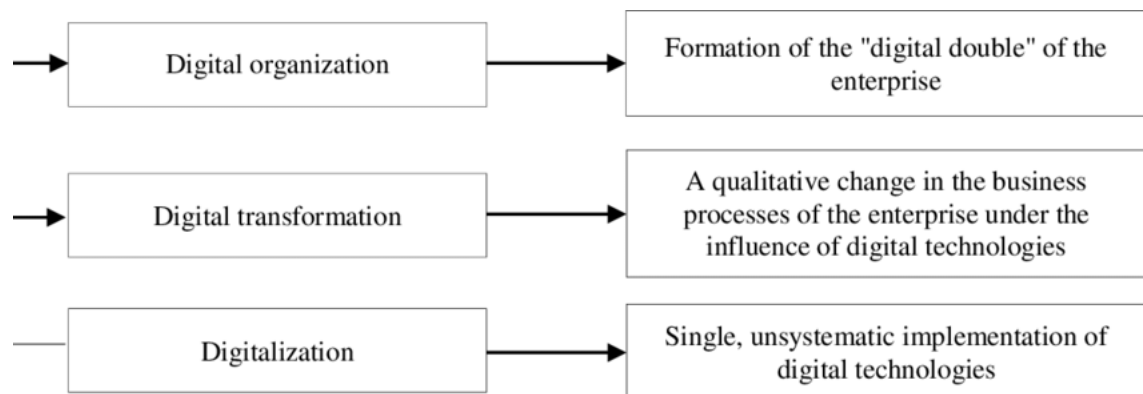 Digital organization
Formation of the "digital double" of the
enterprise
Digital transformation
A qualitative change in the business
processes of the enterprise under the
influence of digital technologies
Digitalization
Single, unsystematic implementation of
digital technologies